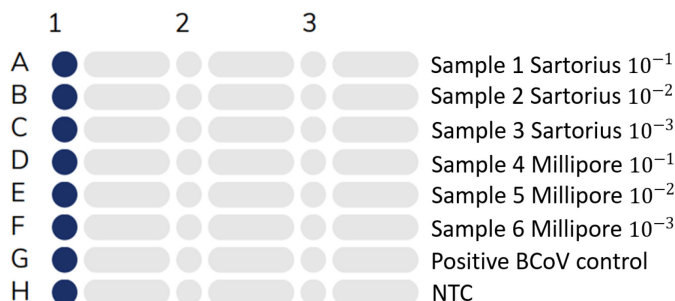 1 2 3
A Sample 1 Sartorius 10⁻¹
B Sample 2 Sartorius 10⁻²
C Sample 3 Sartorius 10⁻³
D Sample 4 Millipore 10⁻¹
E Sample 5 Millipore 10⁻²
F Sample 6 Millipore 10⁻³
G Positive BCoV control
H NTC